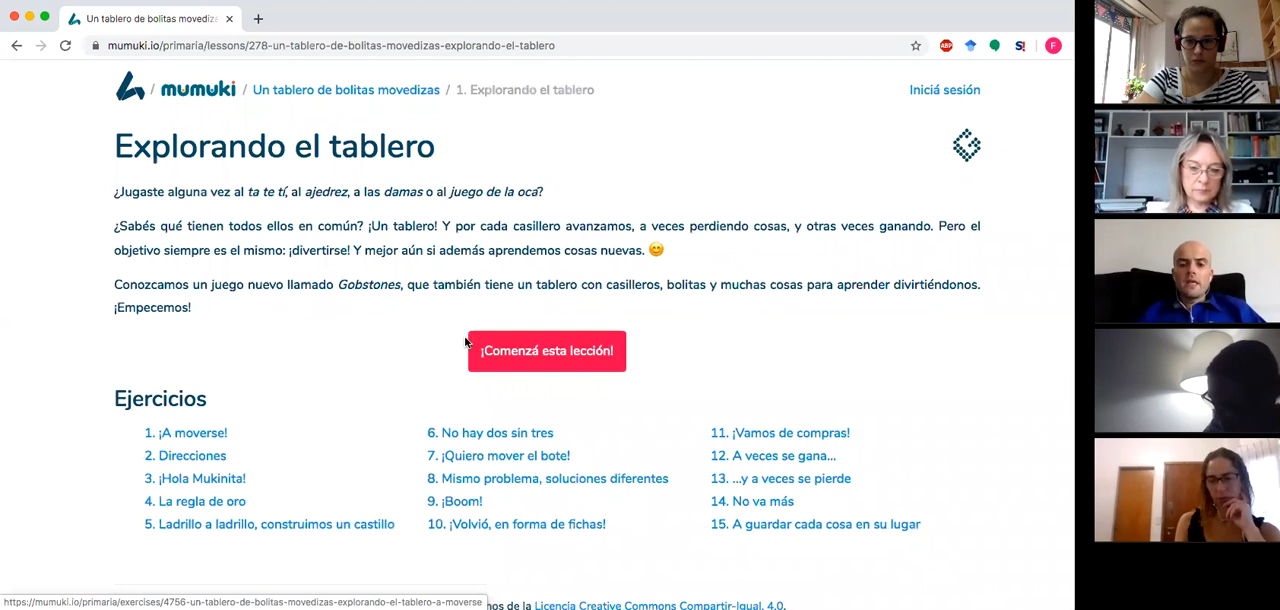 Un tablero de bolitas movediza
mumuki.io/primaria/lessons/278-un-tablero-de-bolitas-movedizas-explorando-el-tablero
ABP
S!
F
/ mumuki / Un tablero de bolitas movedizas / 1. Explorando el tablero
Iniciá sesión
Explorando el tablero
¿Jugaste alguna vez al ta te tí, al ajedrez, a las damas o al juego de la oca?
¿Sabés qué tienen todos ellos en común? ¡Un tablero! Y por cada casillero avanzamos, a veces perdiendo cosas, y otras veces ganando. Pero el
objetivo siempre es el mismo: ¡divertirse! Y mejor aún si además aprendemos cosas nuevas. 😊
Conozcamos un juego nuevo llamado Gobstones, que también tiene un tablero con casilleros, bolitas y muchas cosas para aprender divirtiéndonos.
¡Empecemos!
¡Comenzá esta lección!
Ejercicios
1. ¡A moverse!
2. Direcciones
3. ¡Hola Mukinita!
4. La regla de oro
5. Ladrillo a ladrillo, construimos un castillo
6. No hay dos sin tres
7. ¡Quiero mover el bote!
8. Mismo problema, soluciones diferentes
9. ¡Boom!
10. ¡Volvió, en forma de fichas!
11. ¡Vamos de compras!
12. A veces se gana...
13. ...y a veces se pierde
14. No va más
15. A guardar cada cosa en su lugar
https://mumuki.io/primaria/exercises/4756-un-tablero-de-bolitas-movedizas-explorando-el-tablero-a-moverse
hos de la Licencia Creative Commons Compartir-Igual, 4.0.